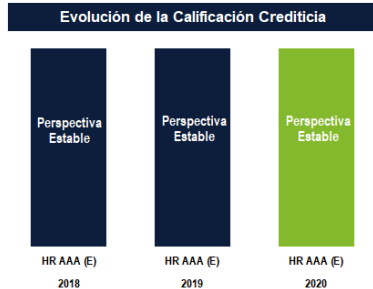 Evolución de la Calificación Crediticia
Perspectiva
Estable
Perspectiva
Estable
Perspectiva
Estable
HR AAA (E)
HR AAA (E)
HR AAA (E)
2018
2019
2020